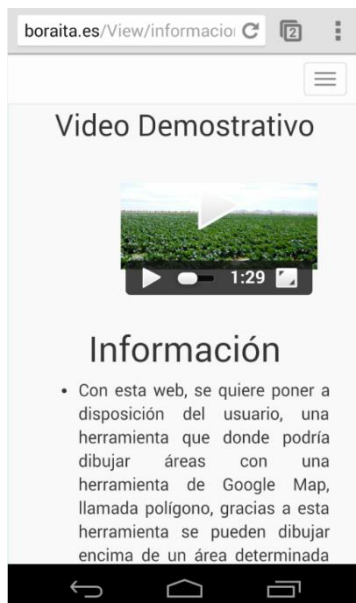 boraita.es/View/informacio
2
Video Demostrativo
1:29
Información
• Con esta web, se quiere poner a
disposición del usuario, una
herramienta que donde podría
dibujar áreas con una
herramienta de Google Map,
llamada polígono, gracias a esta
herramienta se pueden dibujar
encima de un área determinada